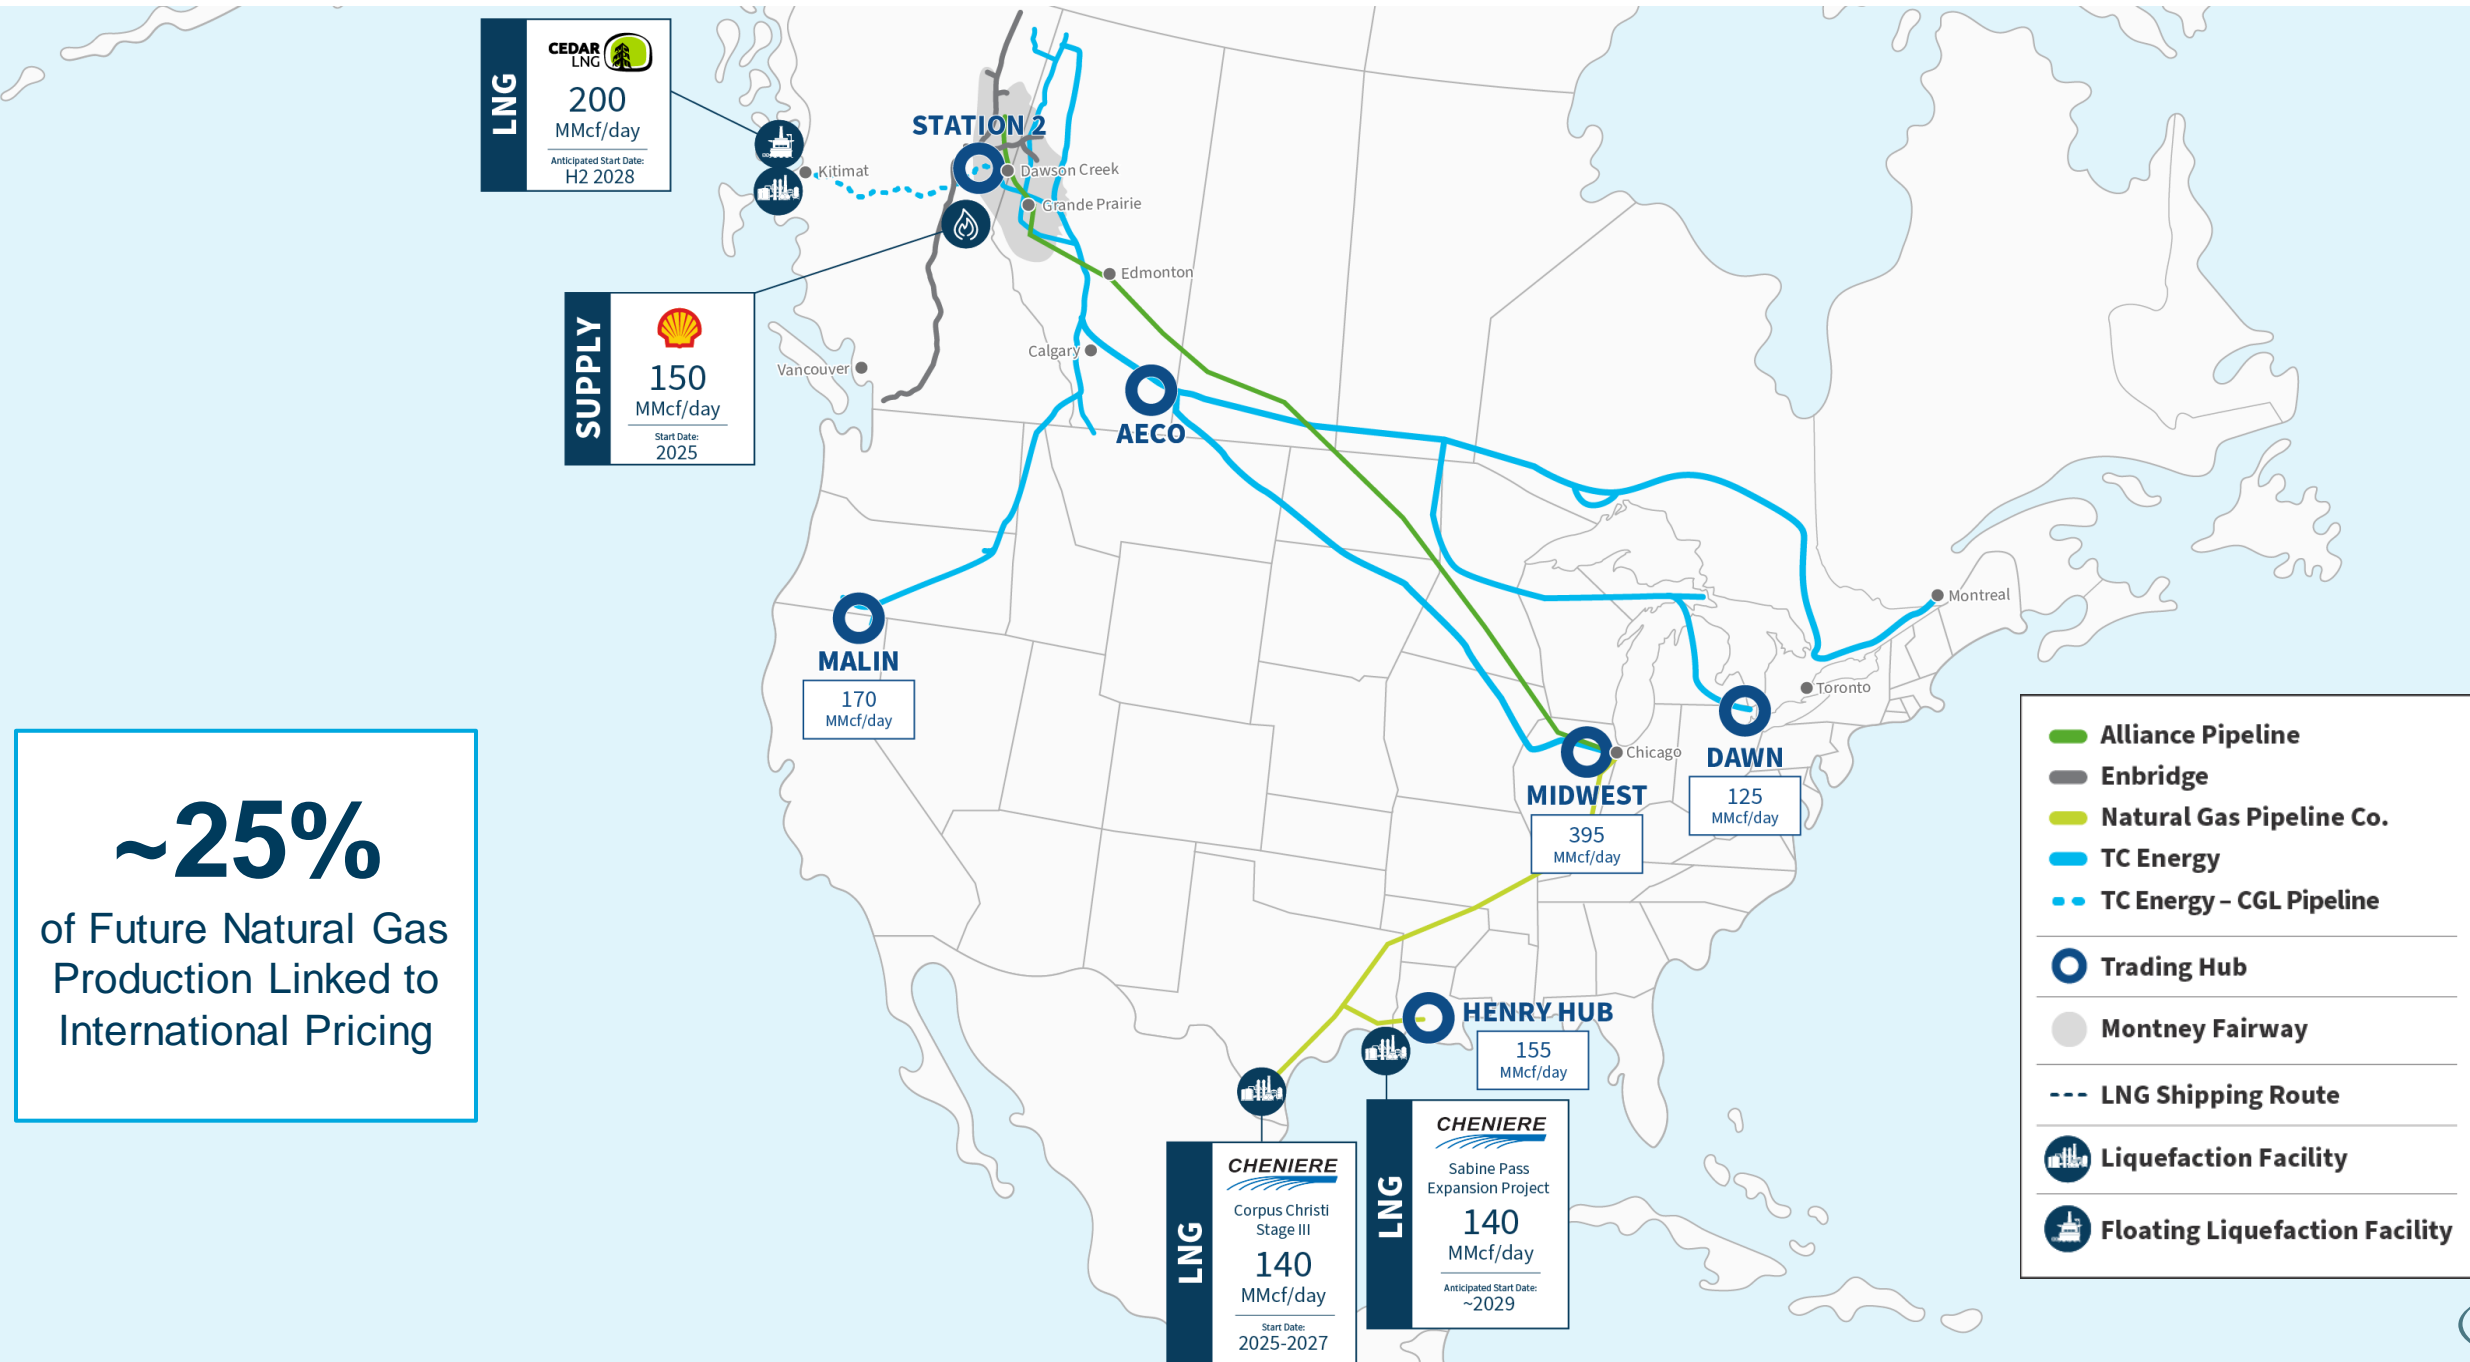 LNG
CEDAR
LNG
200
MMcf/day
Anticipated Start Date:
H2 2028
STATION 2
Kitimat
Dawson Creek
Grande Prairie
Edmonton
SUPPLY
150
MMcf/day
Start Date:
2025
Vancouver
Calgary
AECO
MALIN
170
MMcf/day
Montreal
Toronto
Chicago
DAWN
125
MMcf/day
MIDWEST
395
MMcf/day
~25%
of Future Natural Gas
Production Linked to
International Pricing
HENRY HUB
155
MMcf/day
LNG
CHENIERE
Corpus Christi
Stage III
140
MMcf/day
Start Date:
2025-2027
LNG
CHENIERE
Sabine Pass
Expansion Project
140
MMcf/day
Anticipated Start Date:
~2029
Alliance Pipeline
Enbridge
Natural Gas Pipeline Co.
TC Energy
TC Energy – CGL Pipeline
Trading Hub
Montney Fairway
LNG Shipping Route
Liquefaction Facility
Floating Liquefaction Facility